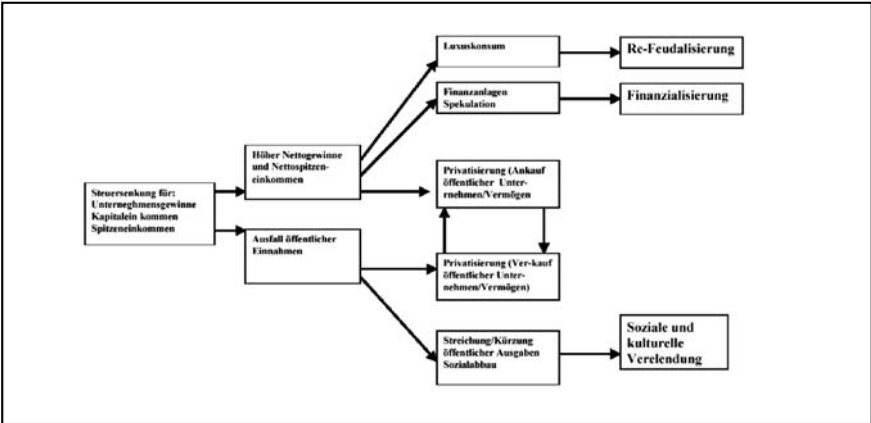 Luxuskonsum
Re-Feudalisierung
Finanzanlagen
Spekulation
Finanzialisierung
Höher Nettogewinne
und Nettospitzen-
einkommen
Privatisierung (Ankauf
öffentlicher Unter-
rnehmen/Vermögen
Steuersenkung für:
Unterneghmensgewinne
Kapitalein kommen
Spitzeneinkommen
Ausfall öffentlicher
Einnahmen
Privatisierung (Ver-kauf
öffentlicher Unter-
nehmen/Vermögen)
Streichung/Kürzung
öffentlicher Ausgaben
Sozialabbau
Soziale und
kulturelle
Verelendung